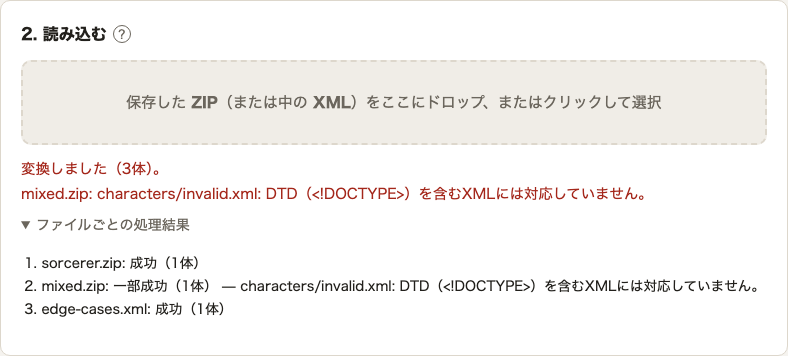 2. 読み込む ?
保存した ZIP（または中の XML）をここにドロップ、またはクリックして選択
変換しました（3体）。
mixed.zip: characters/invalid.xml: DTD（<!DOCTYPE>）を含むXMLには対応していません。
▼ ファイルごとの処理結果
1. sorcerer.zip: 成功（1体）
2. mixed.zip: 一部成功（1体） — characters/invalid.xml: DTD（<!DOCTYPE>）を含むXMLには対応していません。
3. edge-cases.xml: 成功（1体）